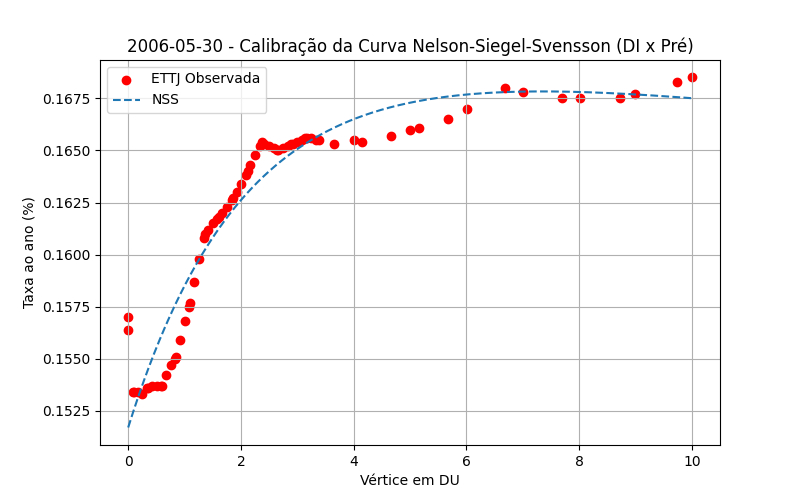 2006-05-30 - Calibração da Curva Nelson-Siegel-Svensson (DI x Pré)
ETTJ Observada
NSS
Taxa ao ano (%)
0.1675
0.1650
0.1625
0.1600
0.1575
0.1550
0.1525
0 2 4 6 8 10
Vértice em DU